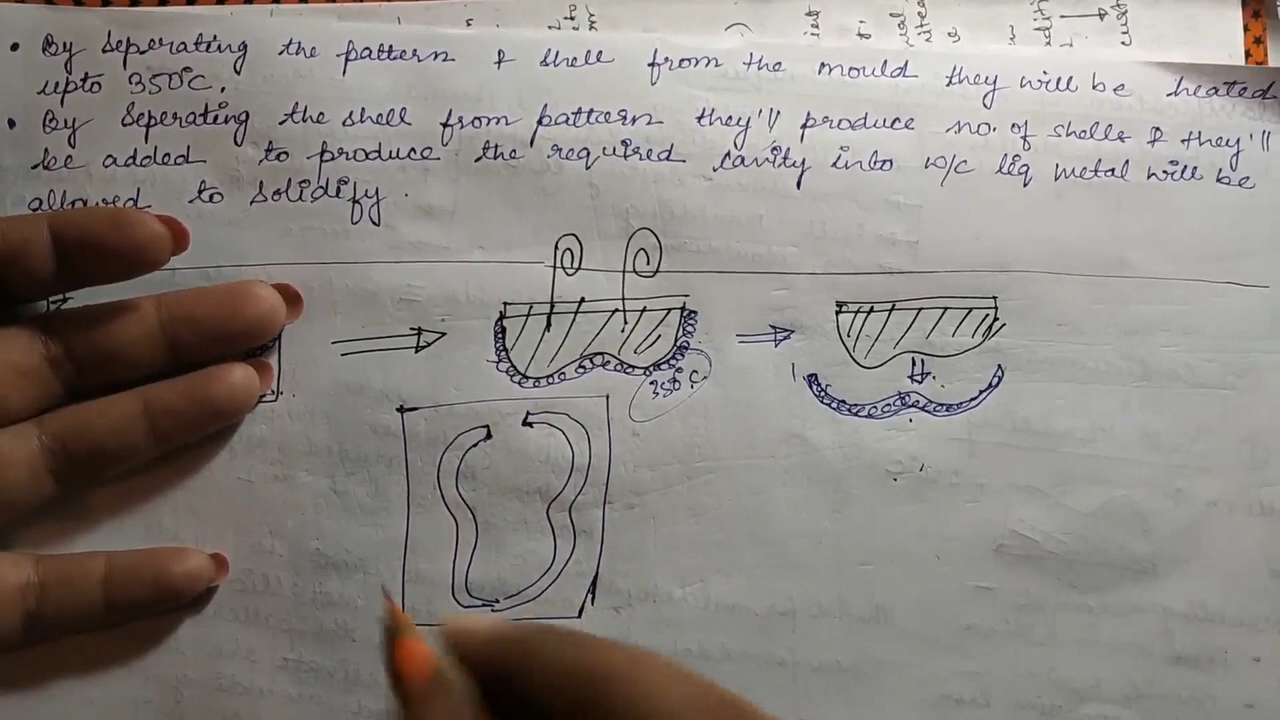 • By seperating the pattern & shell from the mould they will be heated
upto 350°C.
• By seperating the shell from pattern they'll produce no. of shells & they'll
be added to produce the required cavity into w/c liq metal will be
allowed to solidify.
350°C